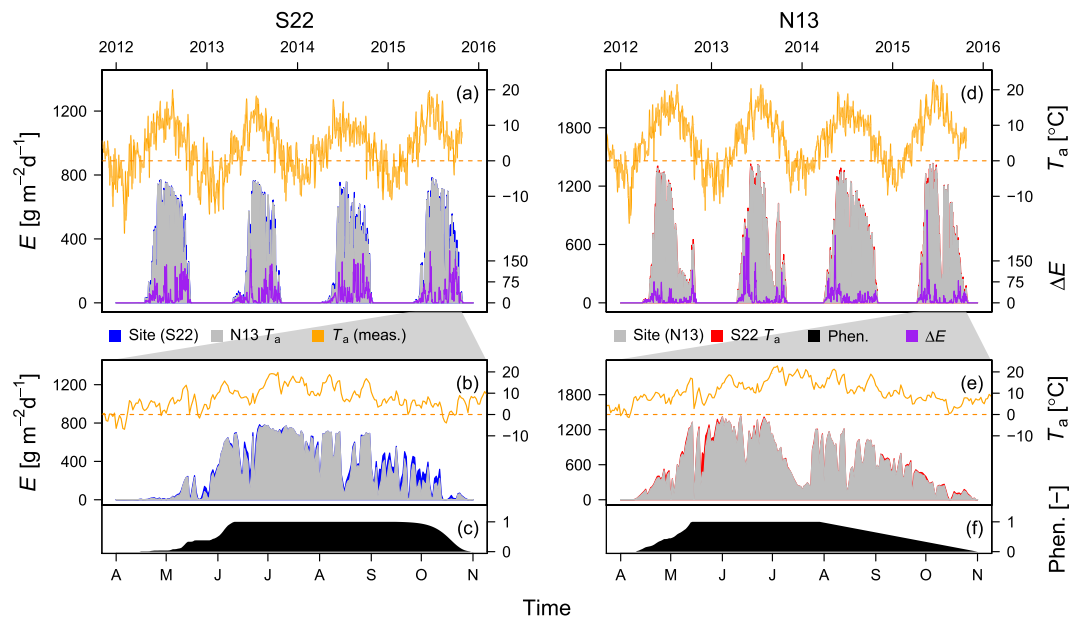 S22
N13
2012 2013 2014 2015 2016
2012 2013 2014 2015 2016
(a)
(d)
E [g m−2d−1]
1200
800
400
0
20
10
0
−10
150
75
0
1800
1200
600
0
20
10
0
−10
150
75
0
Ta [°C]
ΔE
Site (S22) N13 Ta Ta (meas.)
Site (N13) S22 Ta Phen. ΔE
(b)
(e)
E [g m−2d−1]
1200
800
400
0
20
10
0
−10
1800
1200
600
0
20
10
0
−10
Ta [°C]
(c)
(f)
1
0
1
0
Phen. [−]
A M J J A S O N
A M J J A S O N
Time